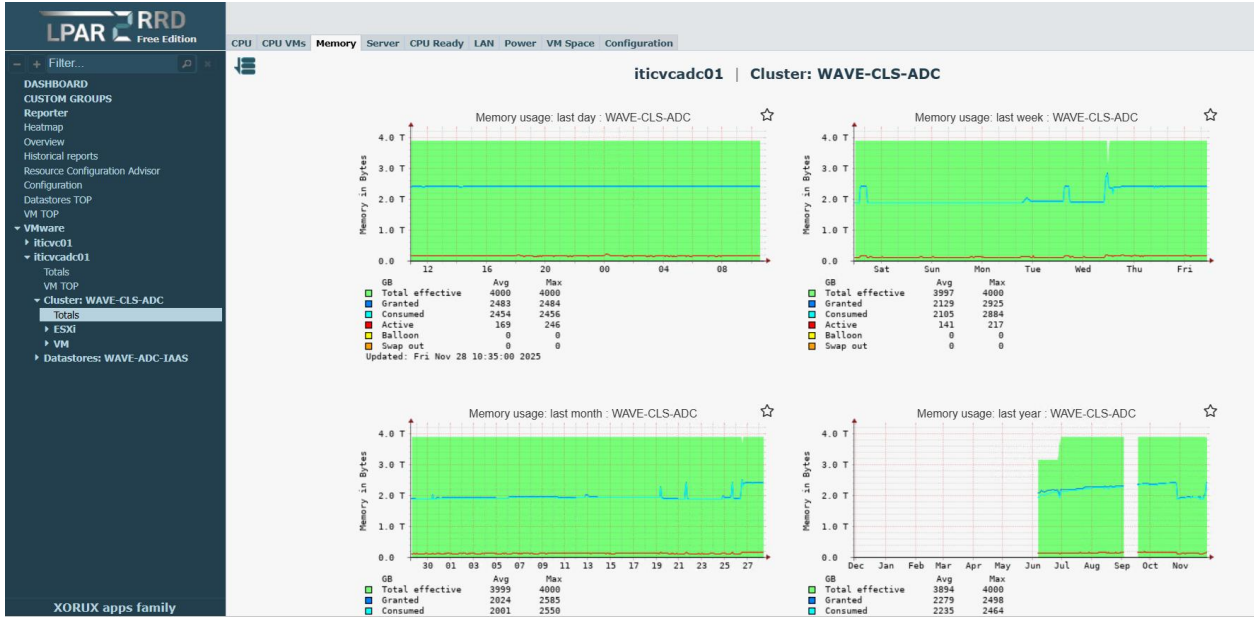 LPAR2RRD
Free Edition
CPU CPU VMs Memory Server CPU Ready LAN Power VM Space Configuration
- + Filter...
DASHBOARD
CUSTOM GROUPS
Reporter
Heatmap
Overview
Historical reports
Resource Configuration Advisor
Configuration
Datastores TOP
VM TOP
VMware
iticvc01
iticvcadc01
Totals
VM TOP
Cluster: WAVE-CLS-ADC
Totals
ESXi
VM
Datastores: WAVE-ADC-IAAS
XORUX apps family
iticvcadc01 | Cluster: WAVE-CLS-ADC
Memory usage: last day : WAVE-CLS-ADC
Memory in Bytes
4.0 T
3.0 T
2.0 T
1.0 T
0.0
12 16 20 00 04 08
GB Avg Max
Total effective 4000 4000
Granted 2483 2484
Consumed 2454 2456
Active 169 246
Balloon 0 0
Swap out 0 0
Updated: Fri Nov 28 10:35:00 2025
Memory usage: last week : WAVE-CLS-ADC
Memory in Bytes
4.0 T
3.0 T
2.0 T
1.0 T
0.0
Sat Sun Mon Tue Wed Thu Fri
GB Avg Max
Total effective 3997 4000
Granted 2129 2925
Consumed 2105 2884
Active 141 217
Balloon 0 0
Swap out 0 0
Memory usage: last month : WAVE-CLS-ADC
Memory in Bytes
4.0 T
3.0 T
2.0 T
1.0 T
0.0
30 01 03 05 07 09 11 13 15 17 19 21 23 25 27
GB Avg Max
Total effective 3999 4000
Granted 2024 2585
Consumed 2001 2550
Memory usage: last year : WAVE-CLS-ADC
Memory in Bytes
4.0 T
3.0 T
2.0 T
1.0 T
0.0
Dec Jan Feb Mar Apr May Jun Jul Aug Sep Oct Nov
GB Avg Max
Total effective 3894 4000
Granted 2279 2498
Consumed 2235 2464